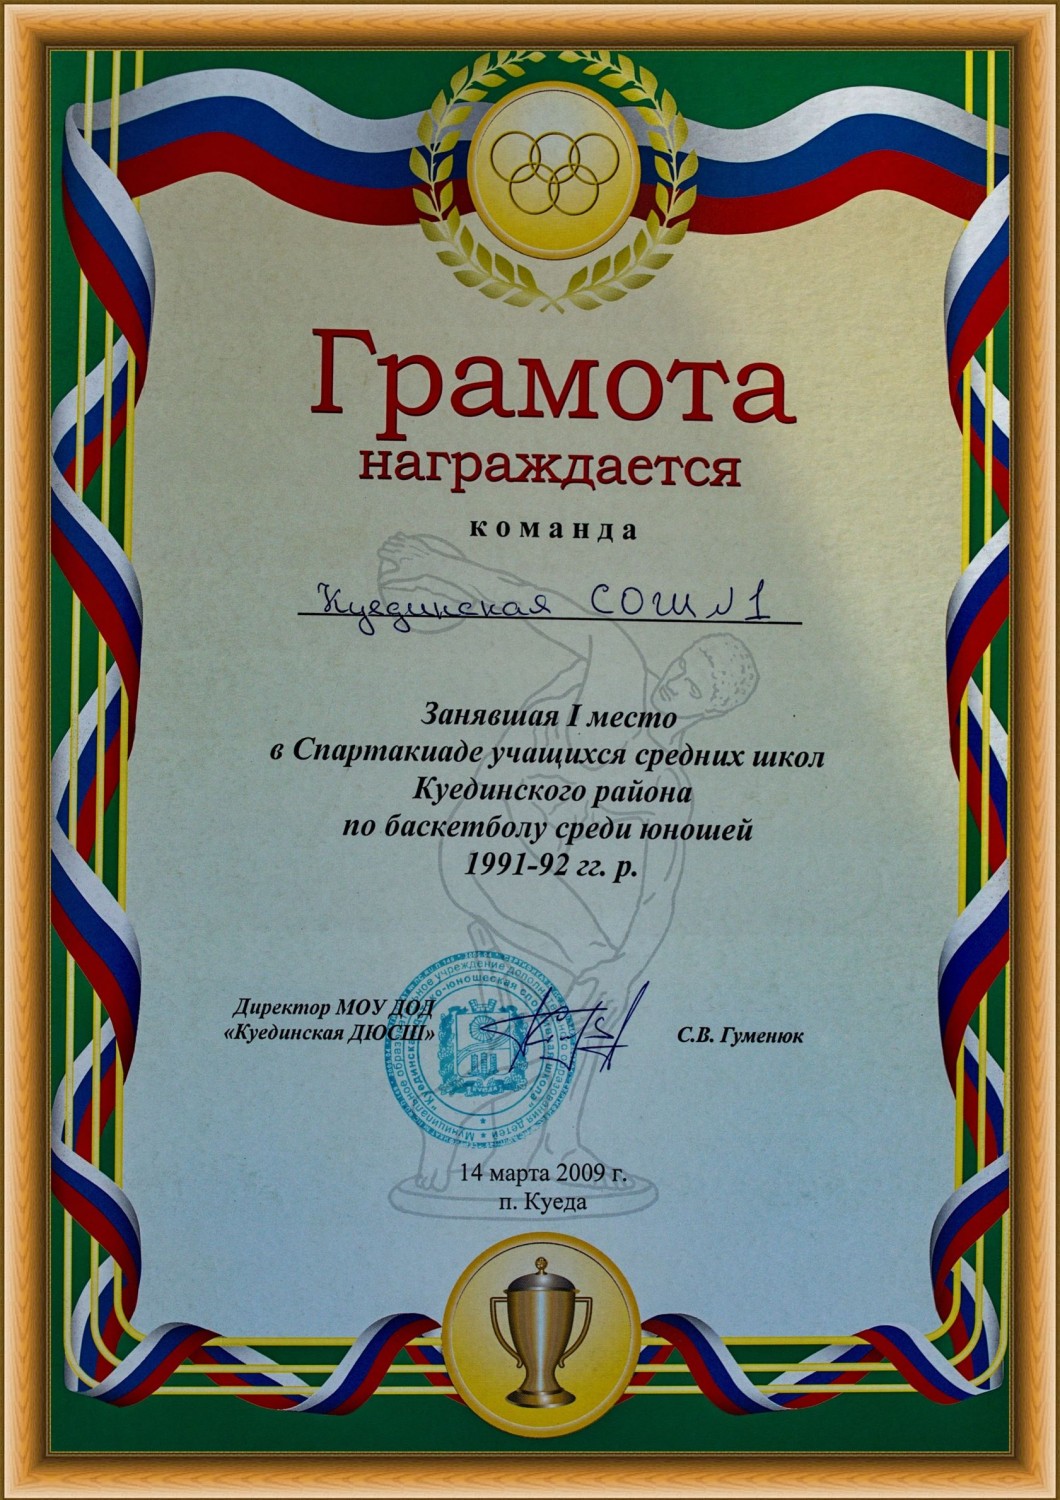 Грамота
награждается
команда
Куединская СОШ №1
Занявшая I место
в Спартакиаде учащихся средних школ
Куединского района
по баскетболу среди юношей
1991-92 гг. р.
Директор МОУ ДОД
«Куединская ДЮСШ»
С.В. Гуменюк
14 марта 2009 г.
п. Куеда